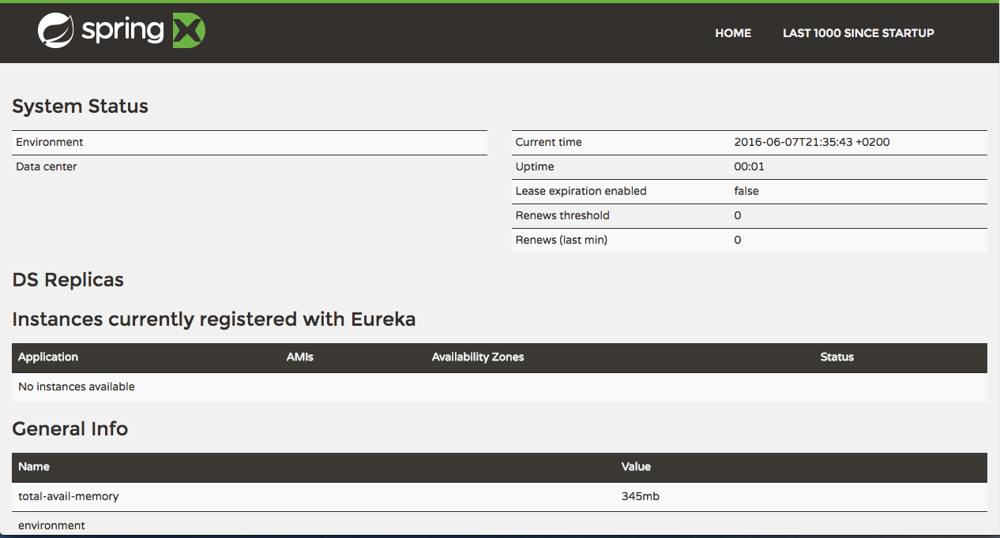 spring HOME LAST 1000 SINCE STARTUP
System Status
Environment
Data center
Current time 2016-06-07T21:35:43 +0200
Uptime 00:01
Lease expiration enabled false
Renews threshold 0
Renews (last min) 0
DS Replicas
Instances currently registered with Eureka
Application AMIs Availability Zones Status
No instances available
General Info
Name Value
total-avail-memory 345mb
environment